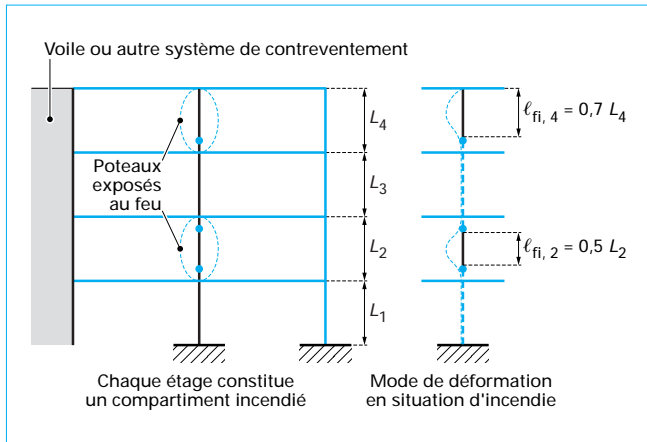 Voile ou autre système de contreventement
Poteaux
exposés
au feu
L4
L3
L2
L1
ℓfi, 4 = 0,7 L4
ℓfi, 2 = 0,5 L2
Chaque étage constitue
un compartiment incendié
Mode de déformation
en situation d'incendie